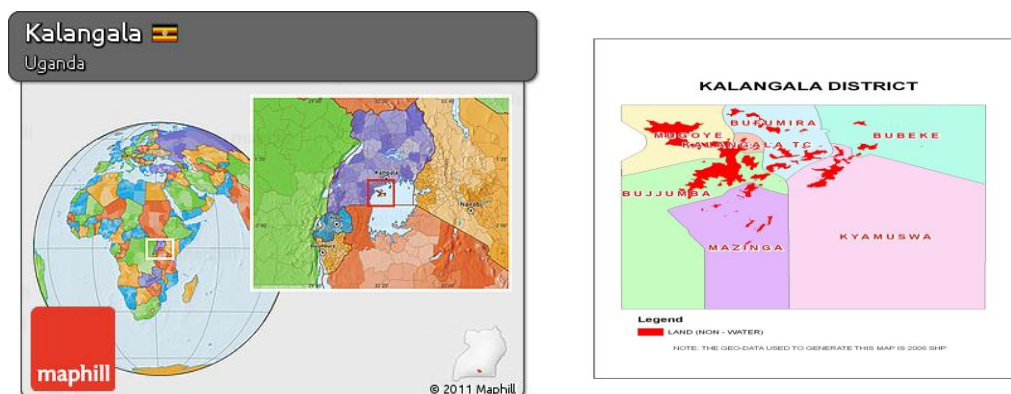 Kalangala
Uganda
Kampala
Nairobi
maphill
© 2011 Maphill
KALANGALA DISTRICT
BUFUMIRA
MUGOYE
BUBEKE
KALANGALA TC
BUJJUMBA
KYAMUSWA
MAZINGA
Legend
LAND (NON - WATER)
NOTE: THE GEO-DATA USED TO GENERATE THIS MAP IS 2006 SHP